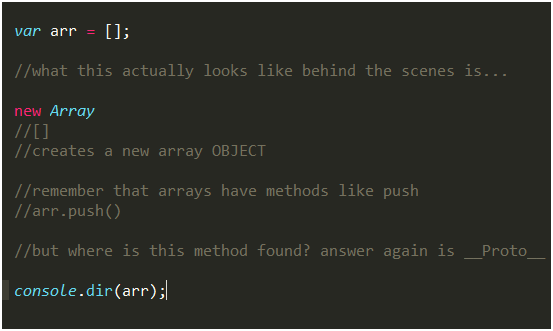 var arr = [];
//what this actually looks like behind the scenes is...
new Array
//[]
//creates a new array OBJECT
//remember that arrays have methods like push
//arr.push()
//but where is this method found? answer again is __Proto__
console.dir(arr);